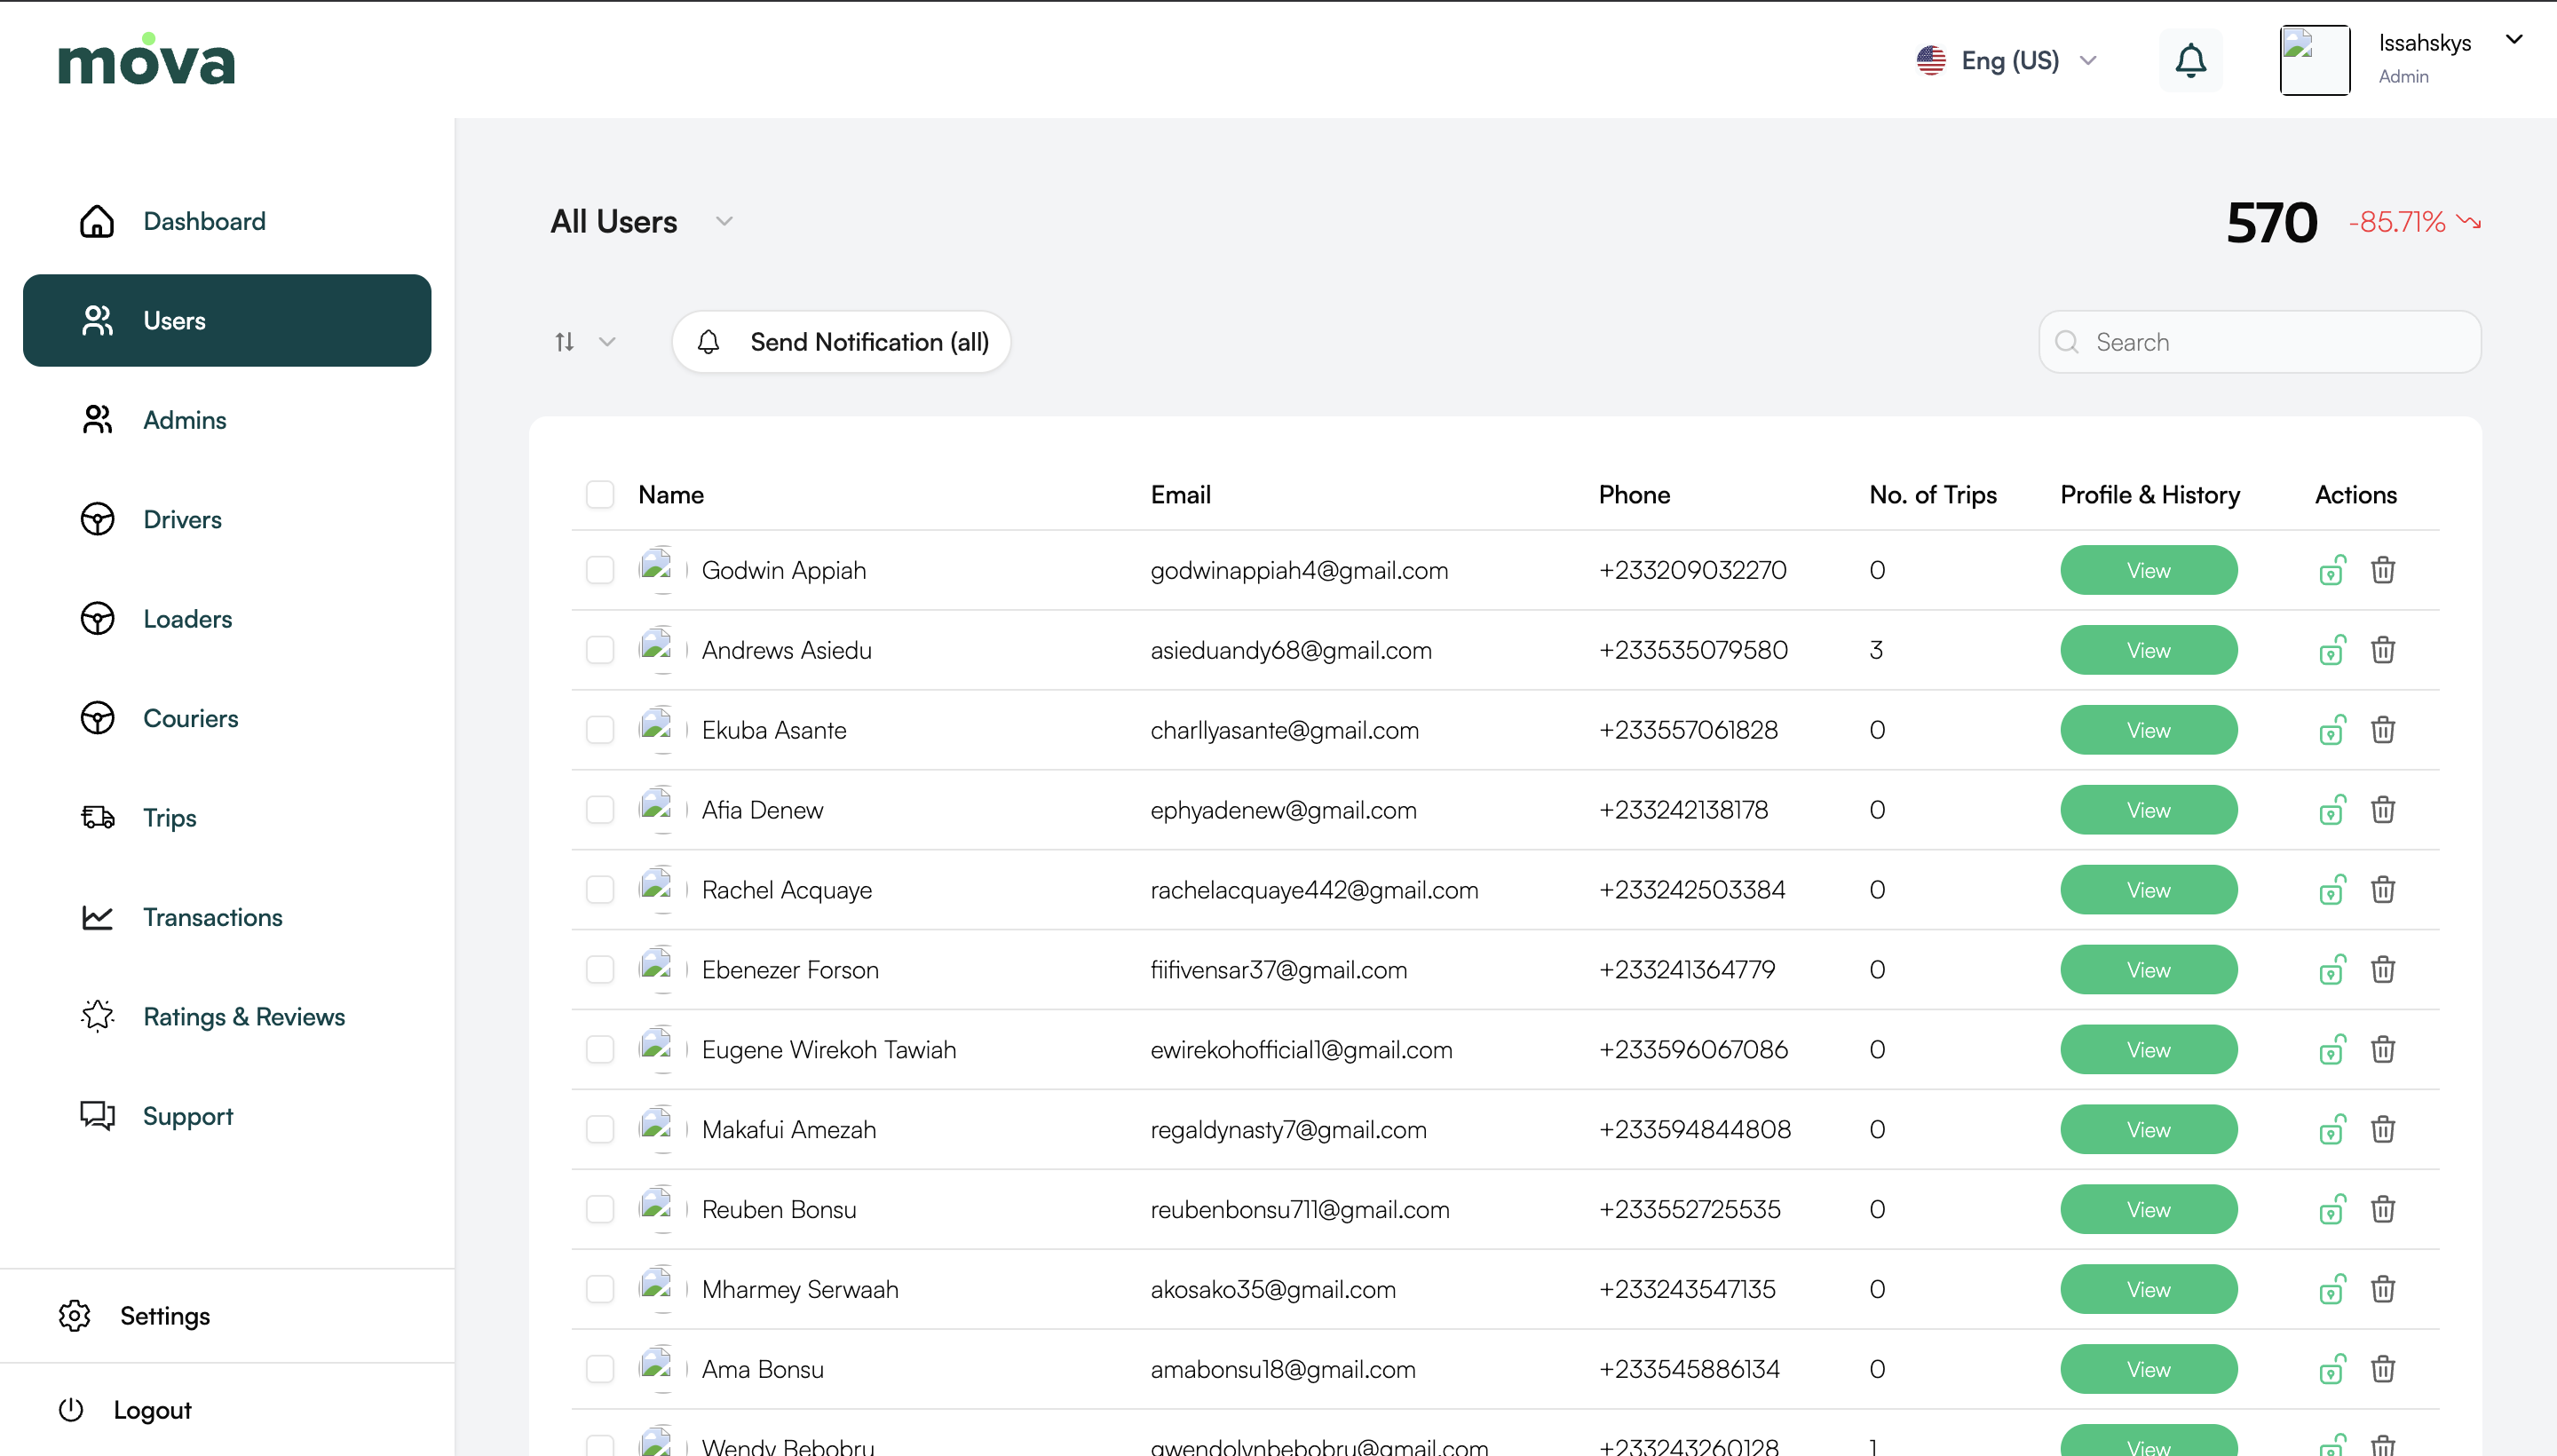 mova
Eng (US)
Issahskys
Admin
Dashboard
Users
Admins
Drivers
Loaders
Couriers
Trips
Transactions
Ratings & Reviews
Support
Settings
Logout
All Users
570 -85.71%
Send Notification (all)
Search
Name Email Phone No. of Trips Profile & History Actions
Godwin Appiah godwinappiah4@gmail.com +233209032270 0 View
Andrews Asiedu asieduandy68@gmail.com +233535079580 3 View
Ekuba Asante charllyasante@gmail.com +233557061828 0 View
Afia Denew ephyadenew@gmail.com +233242138178 0 View
Rachel Acquaye rachelacquaye442@gmail.com +233242503384 0 View
Ebenezer Forson fiifivensar37@gmail.com +233241364779 0 View
Eugene Wirekoh Tawiah ewirekohofficial1@gmail.com +233596067086 0 View
Makafui Amezah regaldynasty7@gmail.com +233594844808 0 View
Reuben Bonsu reubenbonsu711@gmail.com +233552725535 0 View
Mharmey Serwaah akosako35@gmail.com +233243547135 0 View
Ama Bonsu amabonsu18@gmail.com +233545886134 0 View
Wendy Bebobru gwendolynbebobru@gmail.com +233243260128 1 View